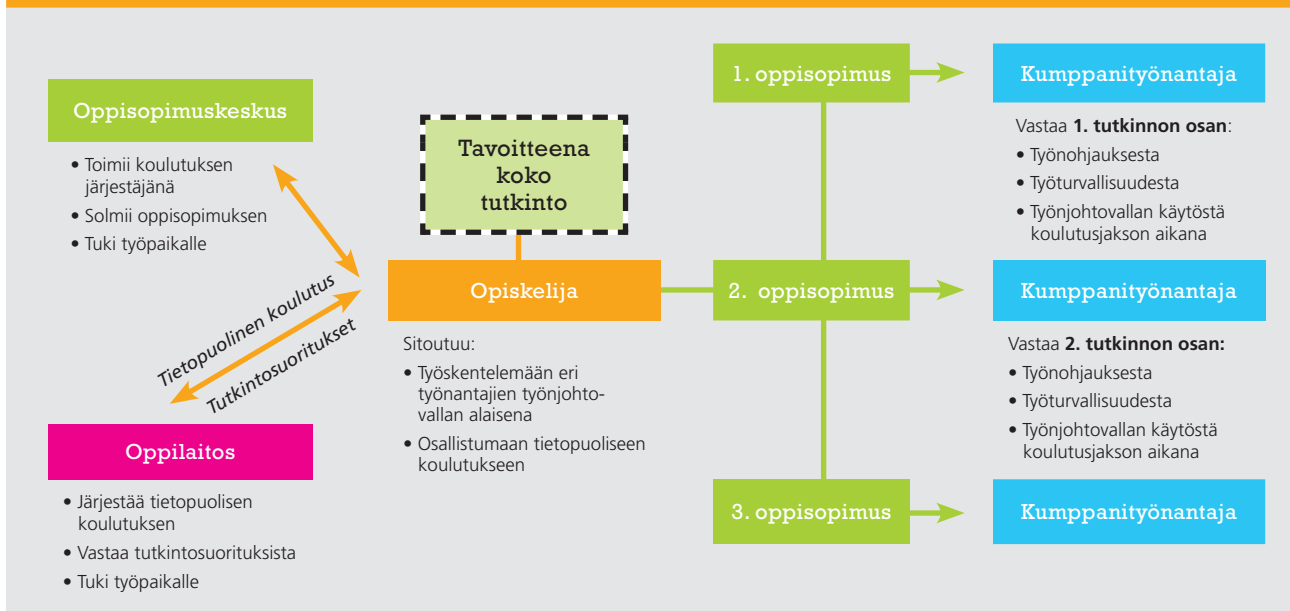 Oppisopimuskeskus
• Toimii koulutuksen
järjestäjänä
• Solmii oppisopimuksen
• Tuki työpaikalle
Tietopuolinen koulutus
Tutkintosuoritukset
Oppilaitos
• Järjestää tietopuolisen
koulutuksen
• Vastaa tutkintosuorituksista
• Tuki työpaikalle
Tavoitteena
koko
tutkinto
Opiskelija
Sitoutuu:
• Työskentelemään eri
työnantajien työnjohto-
vallan alaisena
• Osallistumaan tietopuoliseen
koulutukseen
1. oppisopimus
Kumppanityönantaja
Vastaa 1. tutkinnon osan:
• Työnohjauksesta
• Työturvallisuudesta
• Työnjohtovallan käytöstä
koulutusjakson aikana
2. oppisopimus
Kumppanityönantaja
Vastaa 2. tutkinnon osan:
• Työnohjauksesta
• Työturvallisuudesta
• Työnjohtovallan käytöstä
koulutusjakson aikana
3. oppisopimus
Kumppanityönantaja